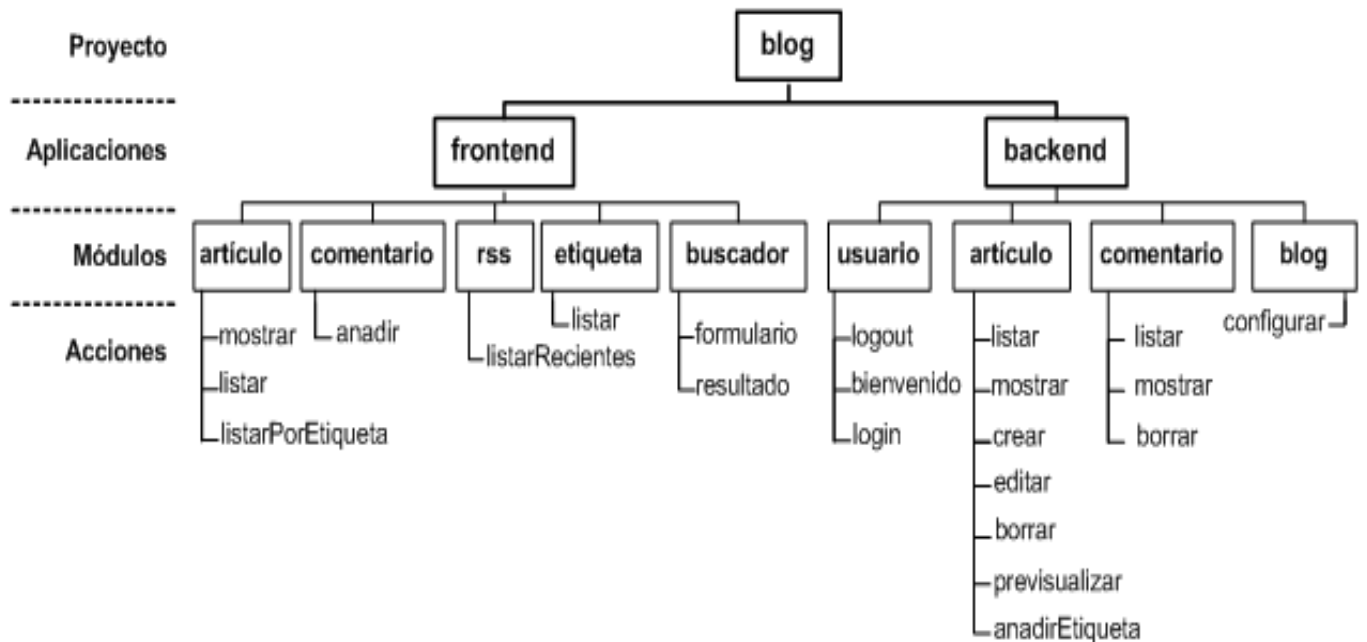 Proyecto
blog
Aplicaciones
frontend
backend
Módulos
artículo
comentario
rss
etiqueta
buscador
usuario
artículo
comentario
blog
Acciones
mostrar
listar
listarPorEtiqueta
anadir
listarRecientes
listar
formulario
resultado
logout
bienvenido
login
listar
mostrar
crear
editar
borrar
previsualizar
anadirEtiqueta
listar
mostrar
borrar
configurar